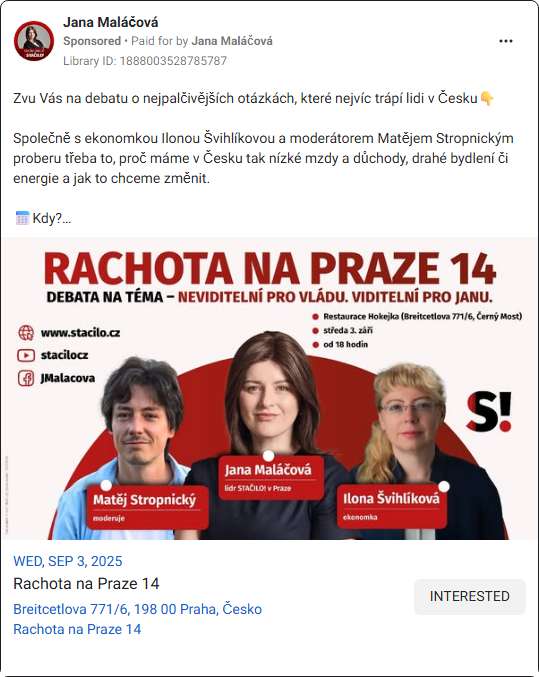 Jana Maláčová
Sponsored • Paid for by Jana Maláčová
Library ID: 1888003528785787
Zvu Vás na debatu o nejpalčivějších otázkách, které nejvíc trápí lidi v Česku👇
Společně s ekonomkou Ilonou Švihlíkovou a moderátorem Matějem Stropnickým
proberu třeba to, proč máme v Česku tak nízké mzdy a důchody, drahé bydlení či
energie a jak to chceme změnit.
🗓️ Kdy?...
RACHOTA NA PRAZE 14
DEBATA NA TÉMA – NEVIDITELNÍ PRO VLÁDU. VIDITELNÍ PRO JANU.
Restaurace Hokejka (Breitcetlova 771/6, Černý Most)
středa 3. září
od 18 hodin
www.stacilo.cz
stacilocz
JMalacova
S!
Jana Maláčová
lídr STAČILO! v Praze
Matěj Stropnický
moderuje
Ilona Švihlíková
ekonomka
WED, SEP 3, 2025
Rachota na Praze 14
Breitcetlova 771/6, 198 00 Praha, Česko
Rachota na Praze 14
INTERESTED